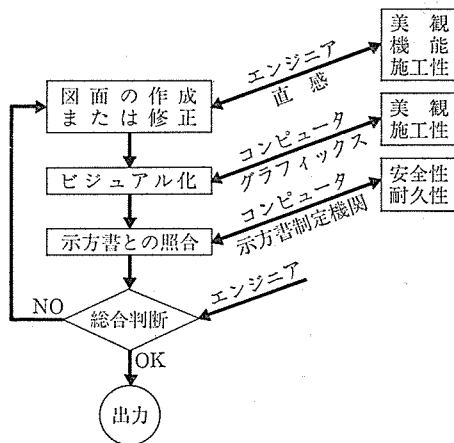 美観
機能
施工性
エンジニア
直感
図面の作成
または修正
美観
施工性
コンピュータ
グラフィックス
ビジュアル化
安全性
耐久性
コンピュータ
示方書制定機関
示方書との照合
エンジニア
NO
総合判断
OK
出力